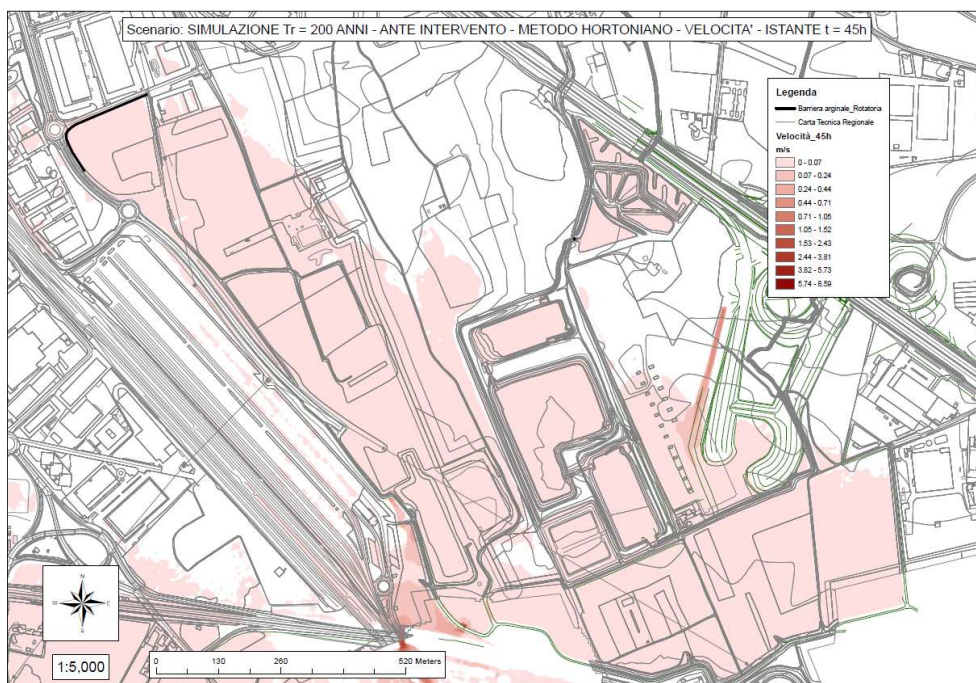 Scenario: SIMULAZIONE Tr = 200 ANNI - ANTE INTERVENTO - METODO HORTONIANO - VELOCITA' - ISTANTE t = 45h
Legenda
Barriera arginale_Rotatoria
Carta Tecnica Regionale
Velocità_45h
m/s
0 - 0.07
0.07 - 0.24
0.24 - 0.44
0.44 - 0.71
0.71 - 1.05
1.05 - 1.52
1.53 - 2.43
2.44 - 3.81
3.82 - 5.73
5.74 - 8.59
N
W E
S
1:5,000
0 130 260 520 Meters